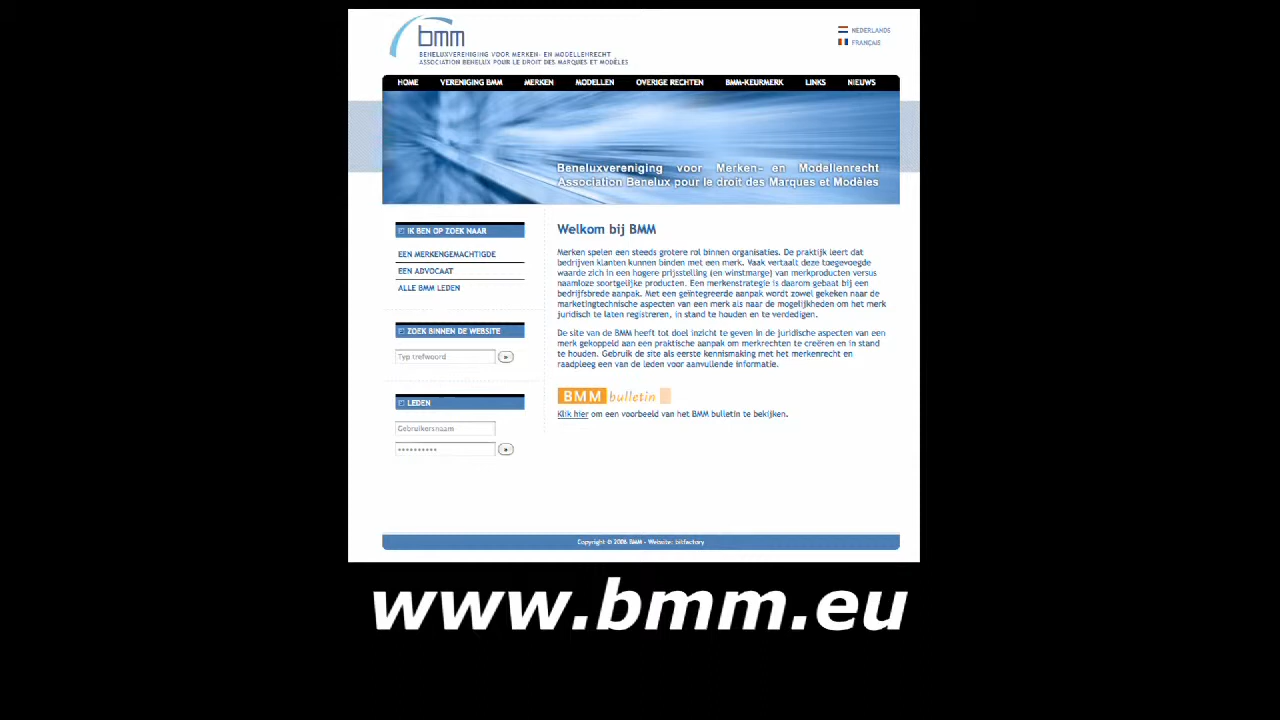 bmm
BENELUXVERENIGING VOOR MERKEN- EN MODELLENRECHT
ASSOCIATION BENELUX POUR LE DROIT DES MARQUES ET MODÈLES
NEDERLANDS
FRANÇAIS
HOME VERENIGING BMM MERKEN MODELLEN OVERIGE RECHTEN BMM-KEURMERK LINKS NIEUWS
Beneluxvereniging voor Merken- en Modellenrecht
Association Benelux pour le droit des Marques et Modèles
IK BEN OP ZOEK NAAR
EEN MERKENGEMACHTIGDE
EEN ADVOCAAT
ALLE BMM LEDEN
ZOEK BINNEN DE WEBSITE
Typ trefwoord
»
LEDEN
Gebruikersnaam
••••••••••
»
Welkom bij BMM
Merken spelen een steeds grotere rol binnen organisaties. De praktijk leert dat
bedrijven klanten kunnen binden met een merk. Vaak vertaalt deze toegevoegde
waarde zich in een hogere prijsstelling (en winstmarge) van merkproducten versus
naamloze soortgelijke producten. Een merkenstrategie is daarom gebaat bij een
bedrijfsbrede aanpak. Met een geïntegreerde aanpak wordt zowel gekeken naar de
marketingtechnische aspecten van een merk als naar de mogelijkheden om het merk
juridisch te laten registreren, in stand te houden en te verdedigen.
De site van de BMM heeft tot doel inzicht te geven in de juridische aspecten van een
merk gekoppeld aan een praktische aanpak om merkrechten te creëren en in stand
te houden. Gebruik de site als eerste kennismaking met het merkenrecht en
raadpleeg een van de leden voor aanvullende informatie.
BMM bulletin
Klik hier om een voorbeeld van het BMM bulletin te bekijken.
Copyright © 2006 BMM - Website: bitfactory
www.bmm.eu